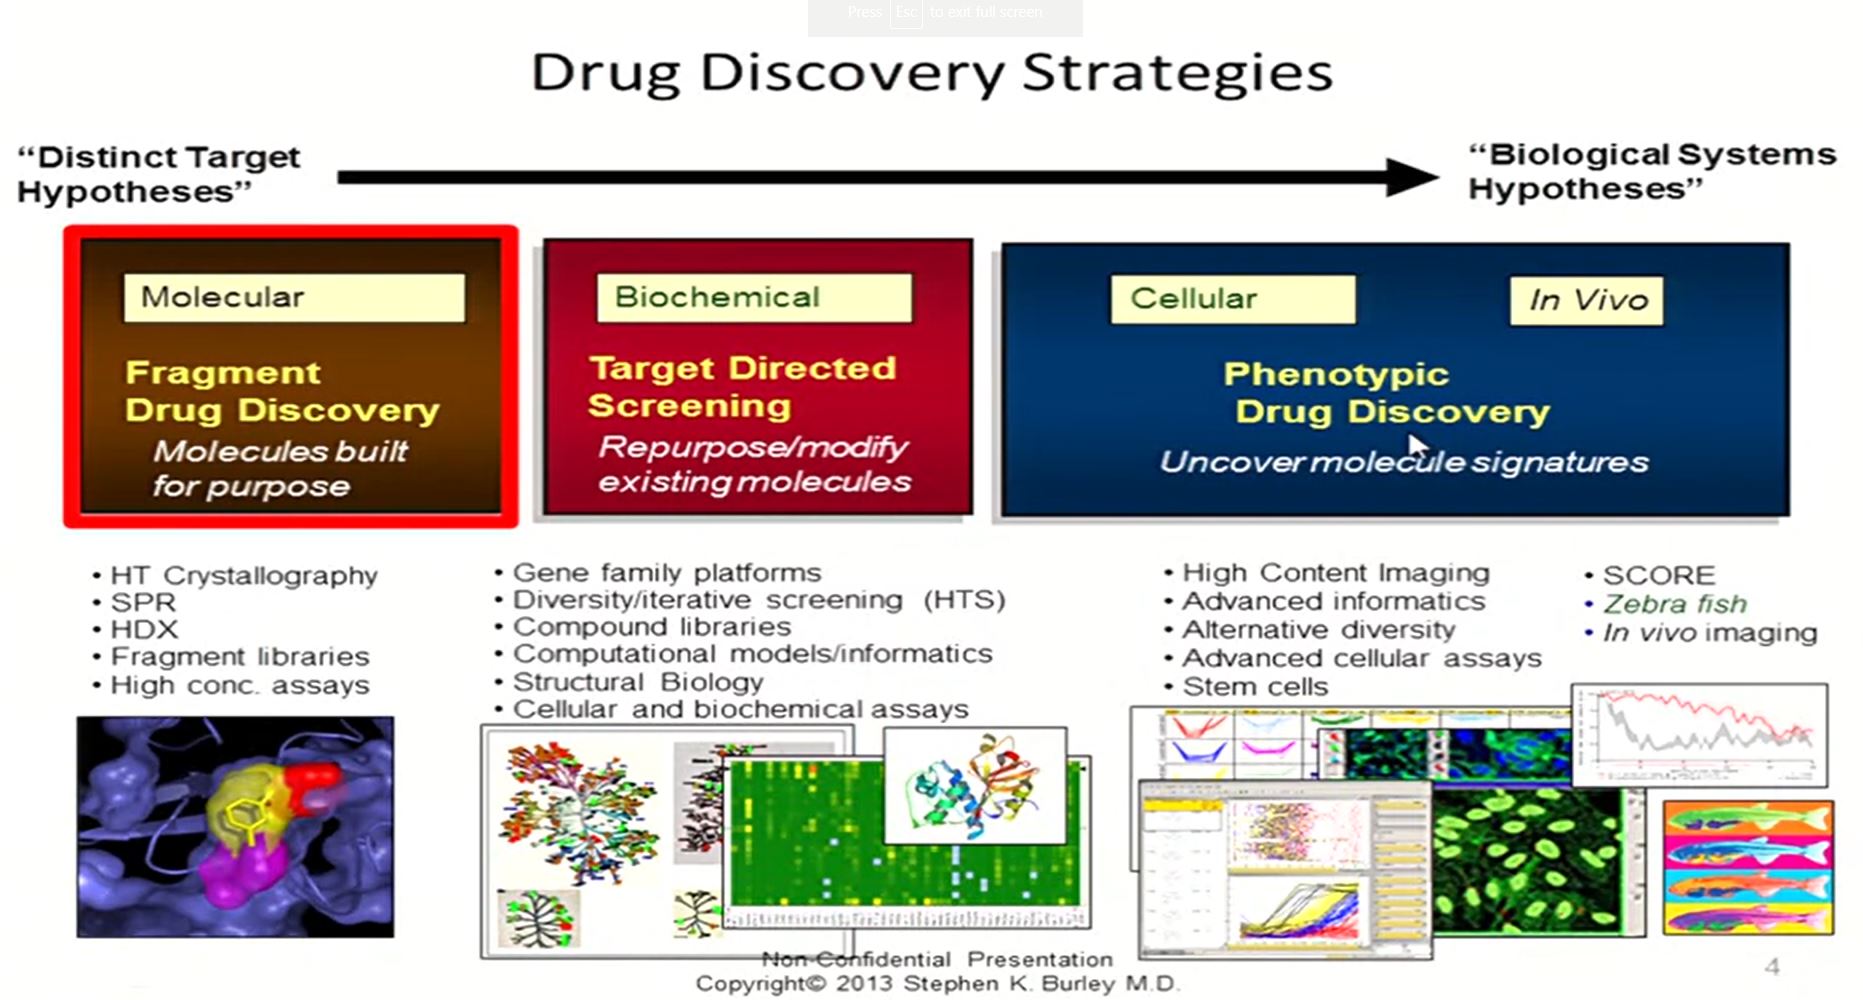 Press Esc to exit full screen
Drug Discovery Strategies
“Distinct Target
Hypotheses”
“Biological Systems
Hypotheses”
Molecular
Fragment
Drug Discovery
Molecules built
for purpose
Biochemical
Target Directed
Screening
Repurpose/modify
existing molecules
Cellular
In Vivo
Phenotypic
Drug Discovery
Uncover molecule signatures
• HT Crystallography
• SPR
• HDX
• Fragment libraries
• High conc. assays
• Gene family platforms
• Diversity/iterative screening (HTS)
• Compound libraries
• Computational models/informatics
• Structural Biology
• Cellular and biochemical assays
• High Content Imaging
• Advanced informatics
• Alternative diversity
• Advanced cellular assays
• Stem cells
• SCORE
• Zebra fish
• In vivo imaging
Non-Confidential Presentation
Copyright© 2013 Stephen K. Burley M.D.
4